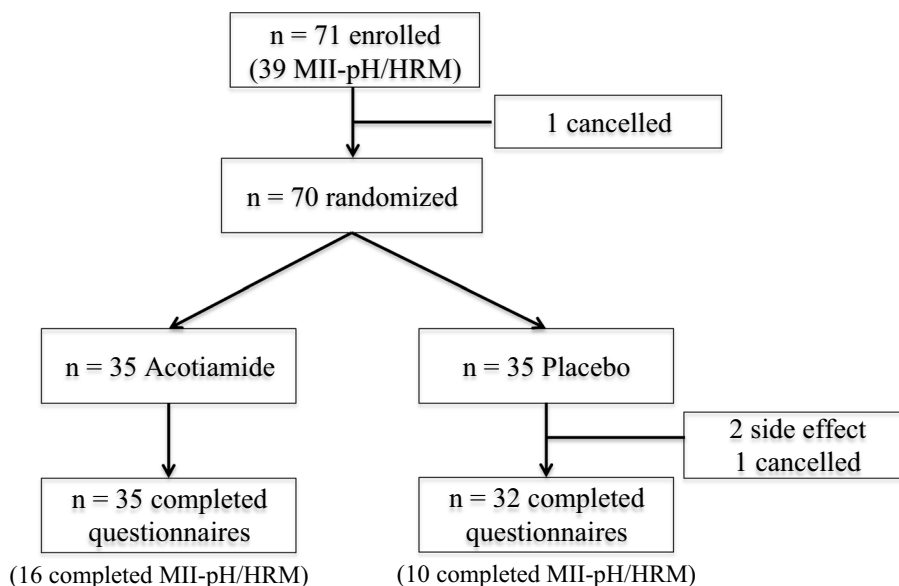 n = 71 enrolled
(39 MII-pH/HRM)
1 cancelled
n = 70 randomized
n = 35 Acotiamide
n = 35 Placebo
2 side effect
1 cancelled
n = 35 completed
questionnaires
n = 32 completed
questionnaires
(16 completed MII-pH/HRM)
(10 completed MII-pH/HRM)